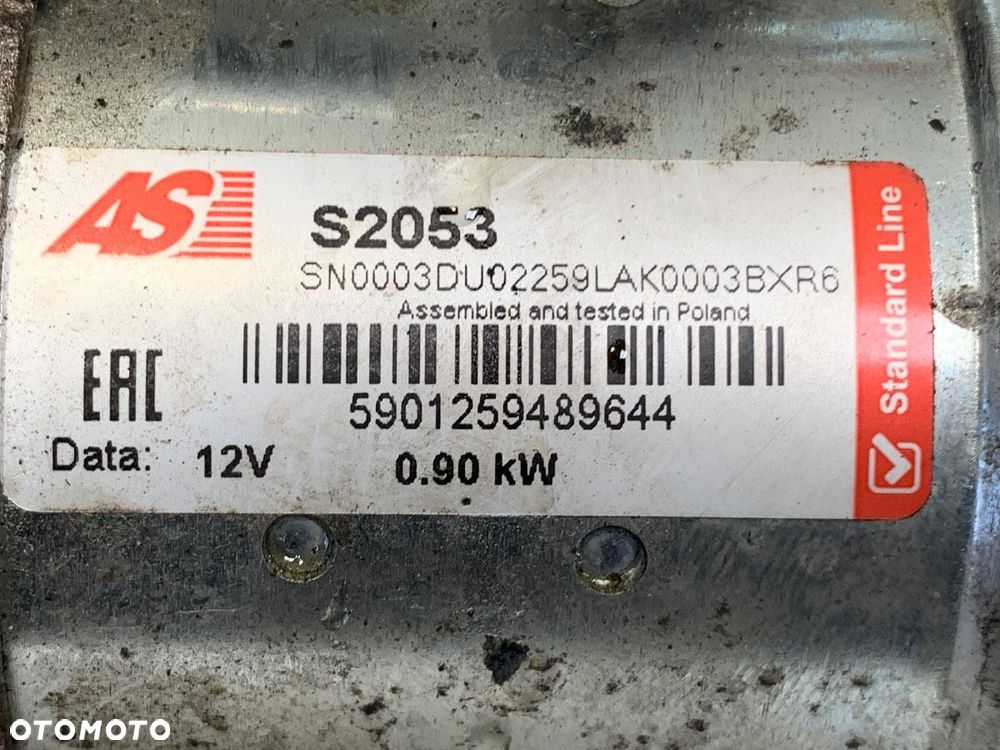 AS
S2053
SN0003DU02259LAK0003BXR6
Assembled and tested in Poland
EAC
5901259489644
Data: 12V 0.90 kW
Standard Line
OTOMOTO